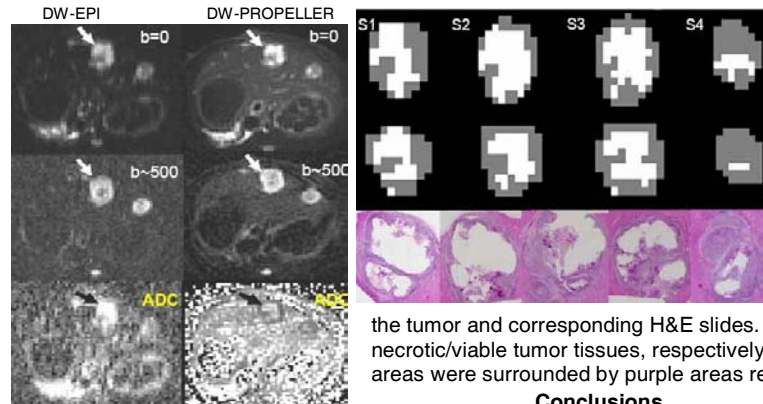 DW-EPI DW-PROPELLER
b=0 b=0
b~500 b~500
ADC ADC
S1 S2 S3 S4
the tumor and corresponding H&E slides.
necrotic/viable tumor tissues, respectively
areas were surrounded by purple areas re
Conclusions